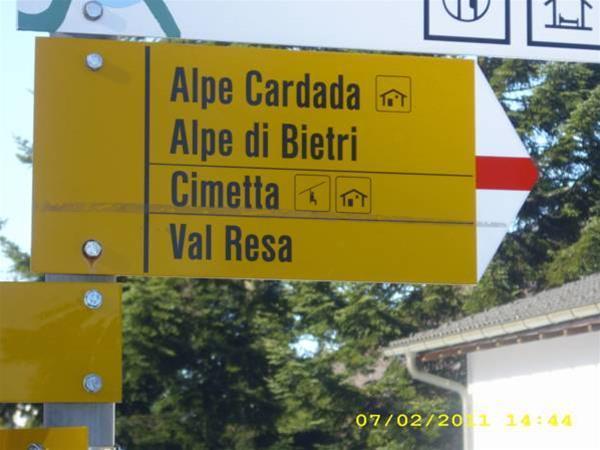 Alpe Cardada
Alpe di Bietri
Cimetta
Val Resa
07/02/2011 14:44